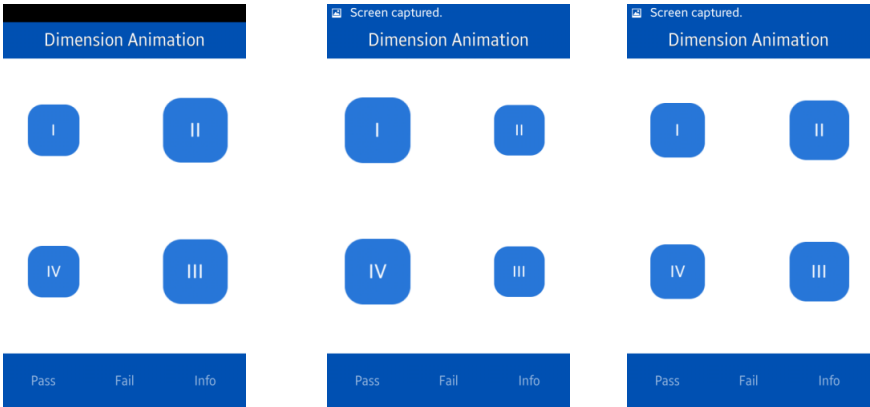 Dimension Animation
I II
IV III
Pass Fail Info
Screen captured.
Dimension Animation
I II
IV III
Pass Fail Info
Screen captured.
Dimension Animation
I II
IV III
Pass Fail Info